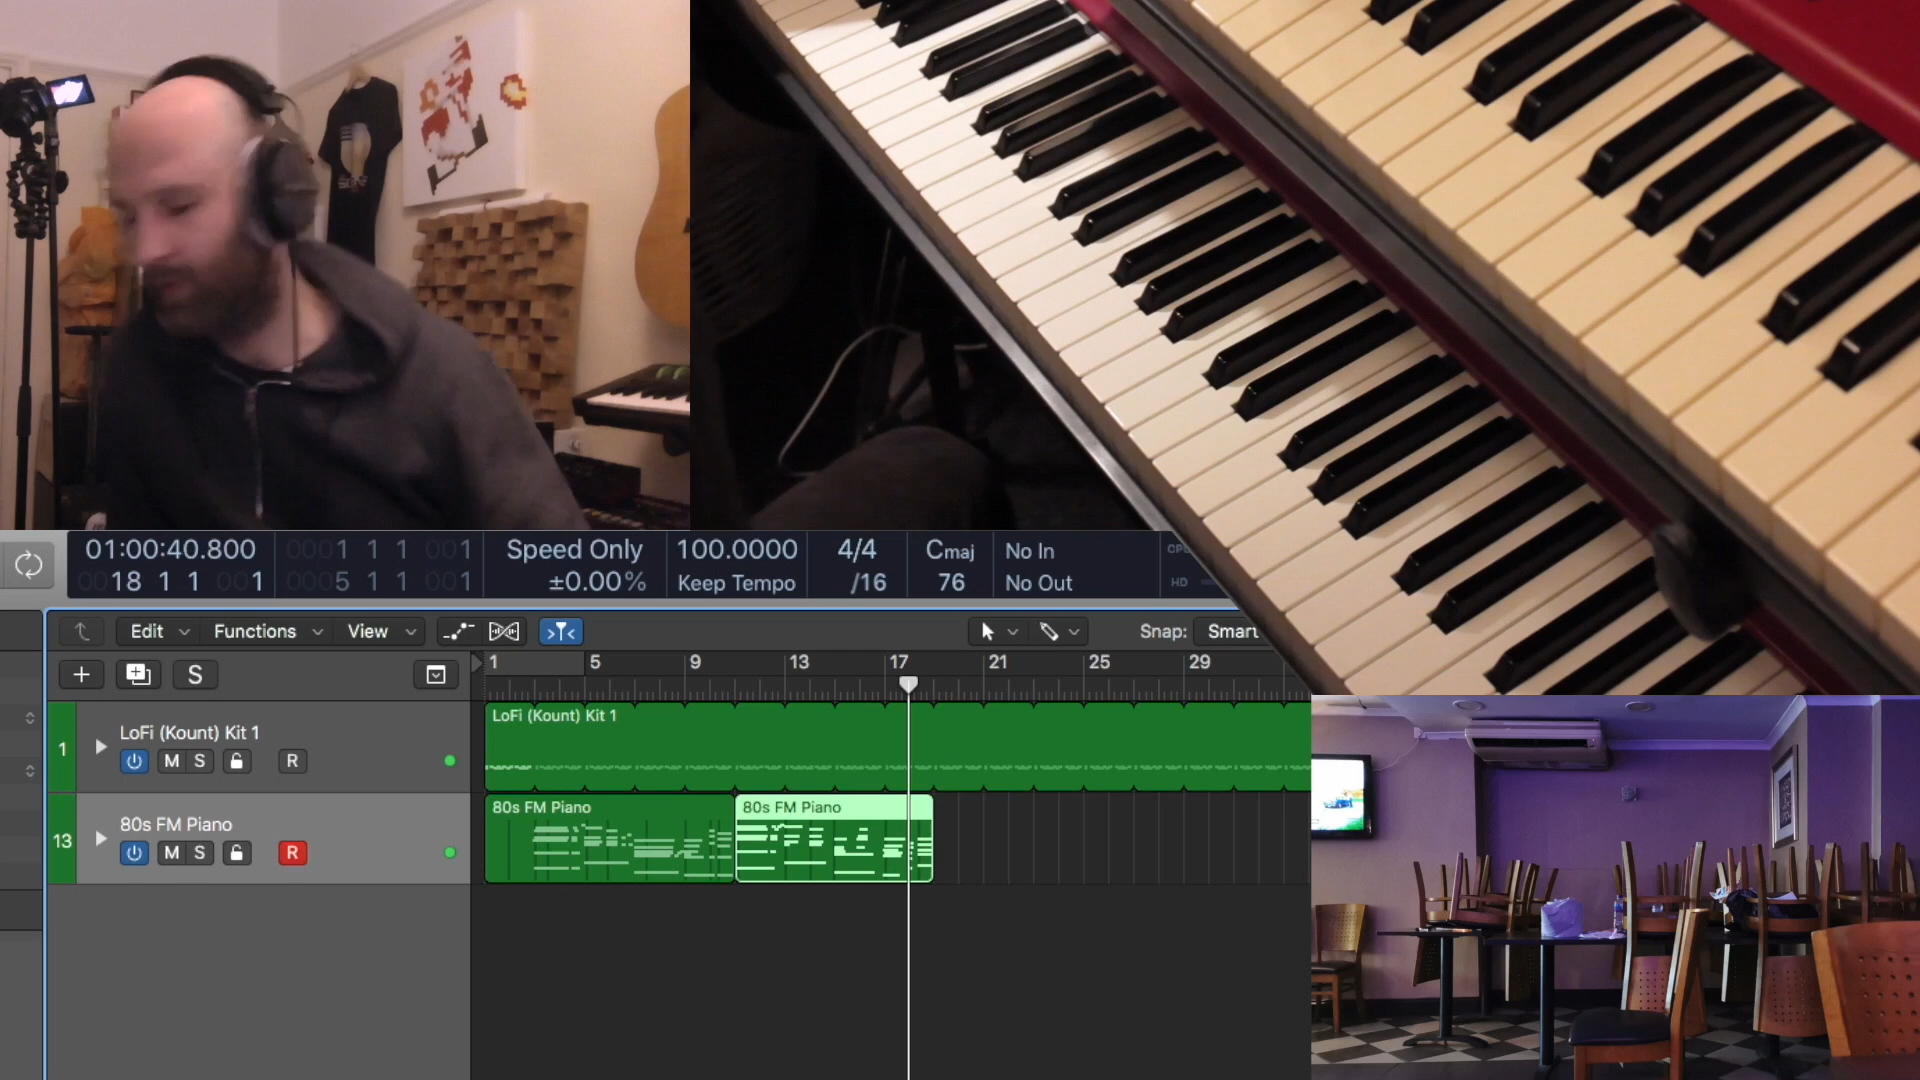 01:00:40.800
0018 1 1 001
0001 1 1 001
0005 1 1 001
Speed Only
±0.00%
100.0000
Keep Tempo
4/4
/16
Cmaj
76
No In
No Out
CPU
HD
Edit
Functions
View
Snap:
Smart
S
1
5
9
13
17
21
25
29
1
LoFi (Kount) Kit 1
M S
R
LoFi (Kount) Kit 1
13
80s FM Piano
M S
R
80s FM Piano
80s FM Piano